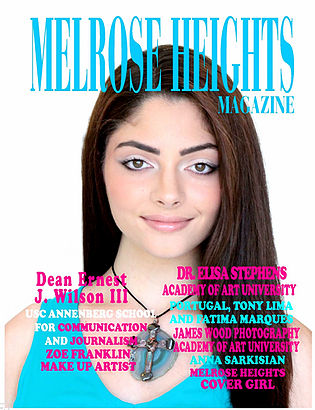 MELROSE HEIGHTS
MAGAZINE
Dean Ernest
J. Wilson III
USC ANNENBERG SCHOOL
FOR COMMUNICATION
AND JOURNALISM
ZOE FRANKLIN,
MAKE UP ARTIST
DR. ELISA STEPHENS
ACADEMY OF ART UNIVERSITY
PORTUGAL, TONY LIMA
AND FATIMA MARQUES
JAMES WOOD PHOTOGRAPHY
ACADEMY OF ART UNIVERSITY
ANNA SARKISIAN
MELROSE HEIGHTS
COVER GIRL